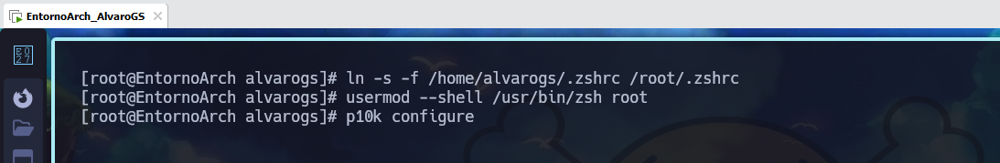 EntornoArch_AlvaroGS
[root@EntornoArch alvarogs]# ln -s -f /home/alvarogs/.zshrc /root/.zshrc
[root@EntornoArch alvarogs]# usermod --shell /usr/bin/zsh root
[root@EntornoArch alvarogs]# p10k configure